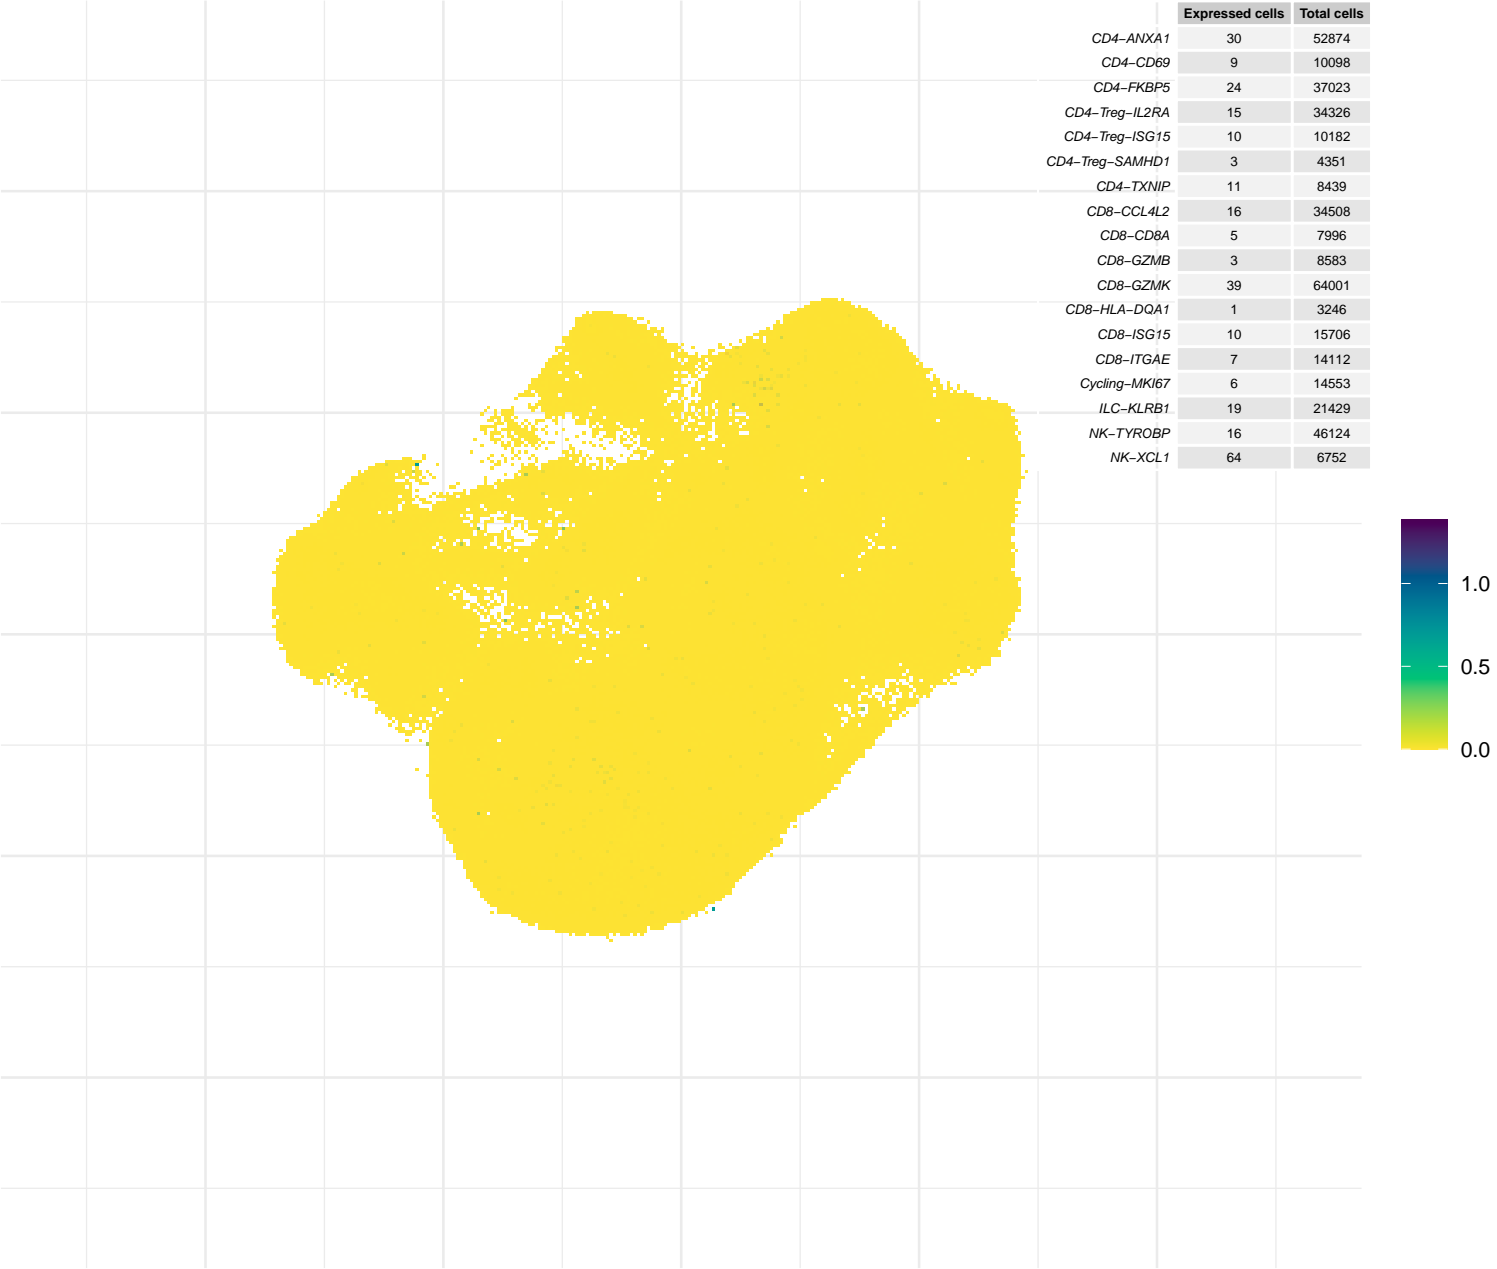 Expressed cells Total cells
CD4−ANXA1 30 52874
CD4−CD69 9 10098
CD4−FKBP5 24 37023
CD4−Treg−IL2RA 15 34326
CD4−Treg−ISG15 10 10182
CD4−Treg−SAMHD1 3 4351
CD4−TXNIP 11 8439
CD8−CCL4L2 16 34508
CD8−CD8A 5 7996
CD8−GZMB 3 8583
CD8−GZMK 39 64001
CD8−HLA−DQA1 1 3246
CD8−ISG15 10 15706
CD8−ITGAE 7 14112
Cycling−MKI67 6 14553
ILC−KLRB1 19 21429
NK−TYROBP 16 46124
NK−XCL1 64 6752
1.0
0.5
0.0